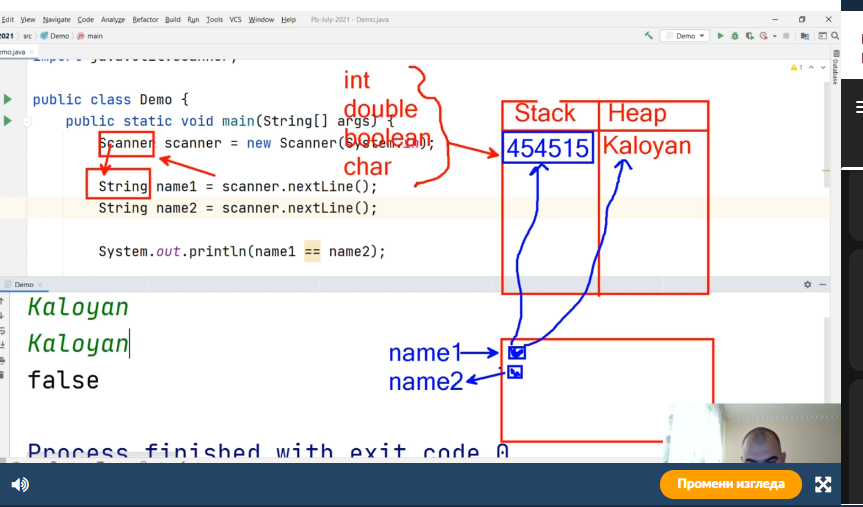 Edit View Navigate Code Analyze Refactor Build Run Tools VCS Window Help Pb-July-2021 - Demo.java
2021 src Demo main Demo
emo.java
1
Database
public class Demo {
public static void main(String[] args) {
Scanner scanner = new Scanner(System.in);
String name1 = scanner.nextLine();
String name2 = scanner.nextLine();
System.out.println(name1 == name2);
int
double
boolean
char
Stack Heap
454515 Kaloyan
Demo
Kaloyan
Kaloyan
false
name1
name2
Process finished with exit code 0
Промени изгледа